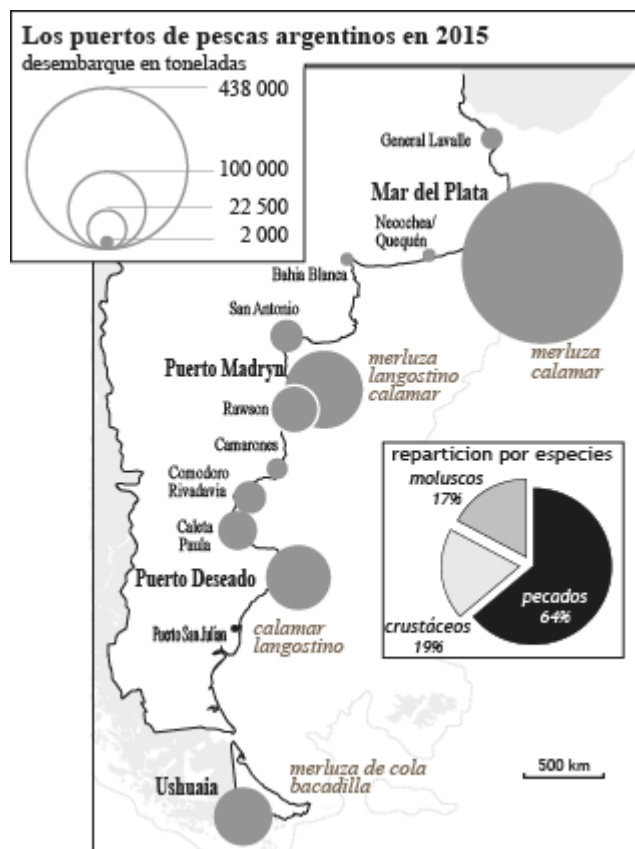 Los puertos de pescas argentinos en 2015
desembarque en toneladas
438 000
100 000
22 500
2 000
General Lavalle
Mar del Plata
Necochea/
Quequén
Bahia Blanca
San Antonio
merluza
calamar
Puerto Madryn
merluza
langostino
calamar
Rawson
Camarones
Comodoro
Rivadavia
Caleta
Paula
Puerto Deseado
Puerto San Julian
calamar
langostino
reparticion por especies
moluscos
17%
pecados
64%
crustáceos
19%
merluza de cola
bacadilla
Ushuaia
500 km